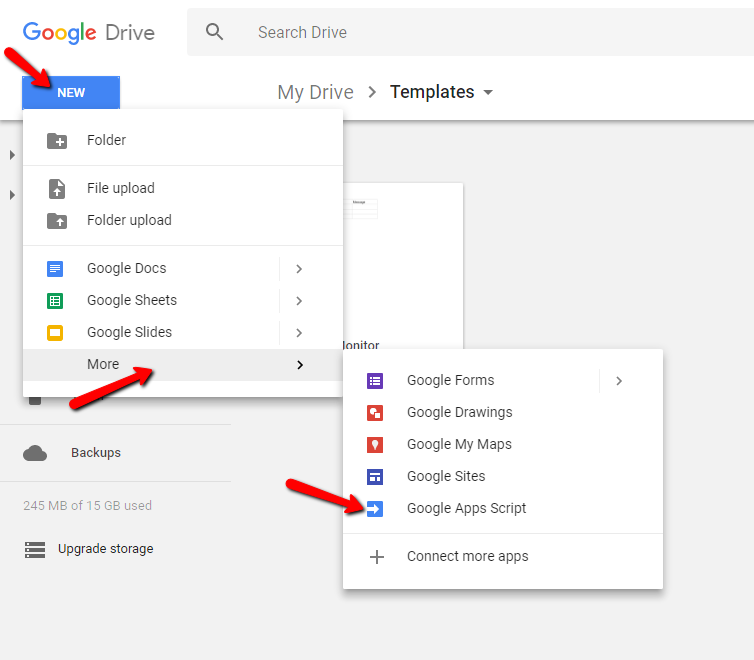 Google Drive
Search Drive
NEW
My Drive > Templates
Folder
File upload
Folder upload
Google Docs
Google Sheets
Google Slides
More
Message
Monitor
Google Forms
Google Drawings
Google My Maps
Google Sites
Google Apps Script
Connect more apps
Backups
245 MB of 15 GB used
Upgrade storage